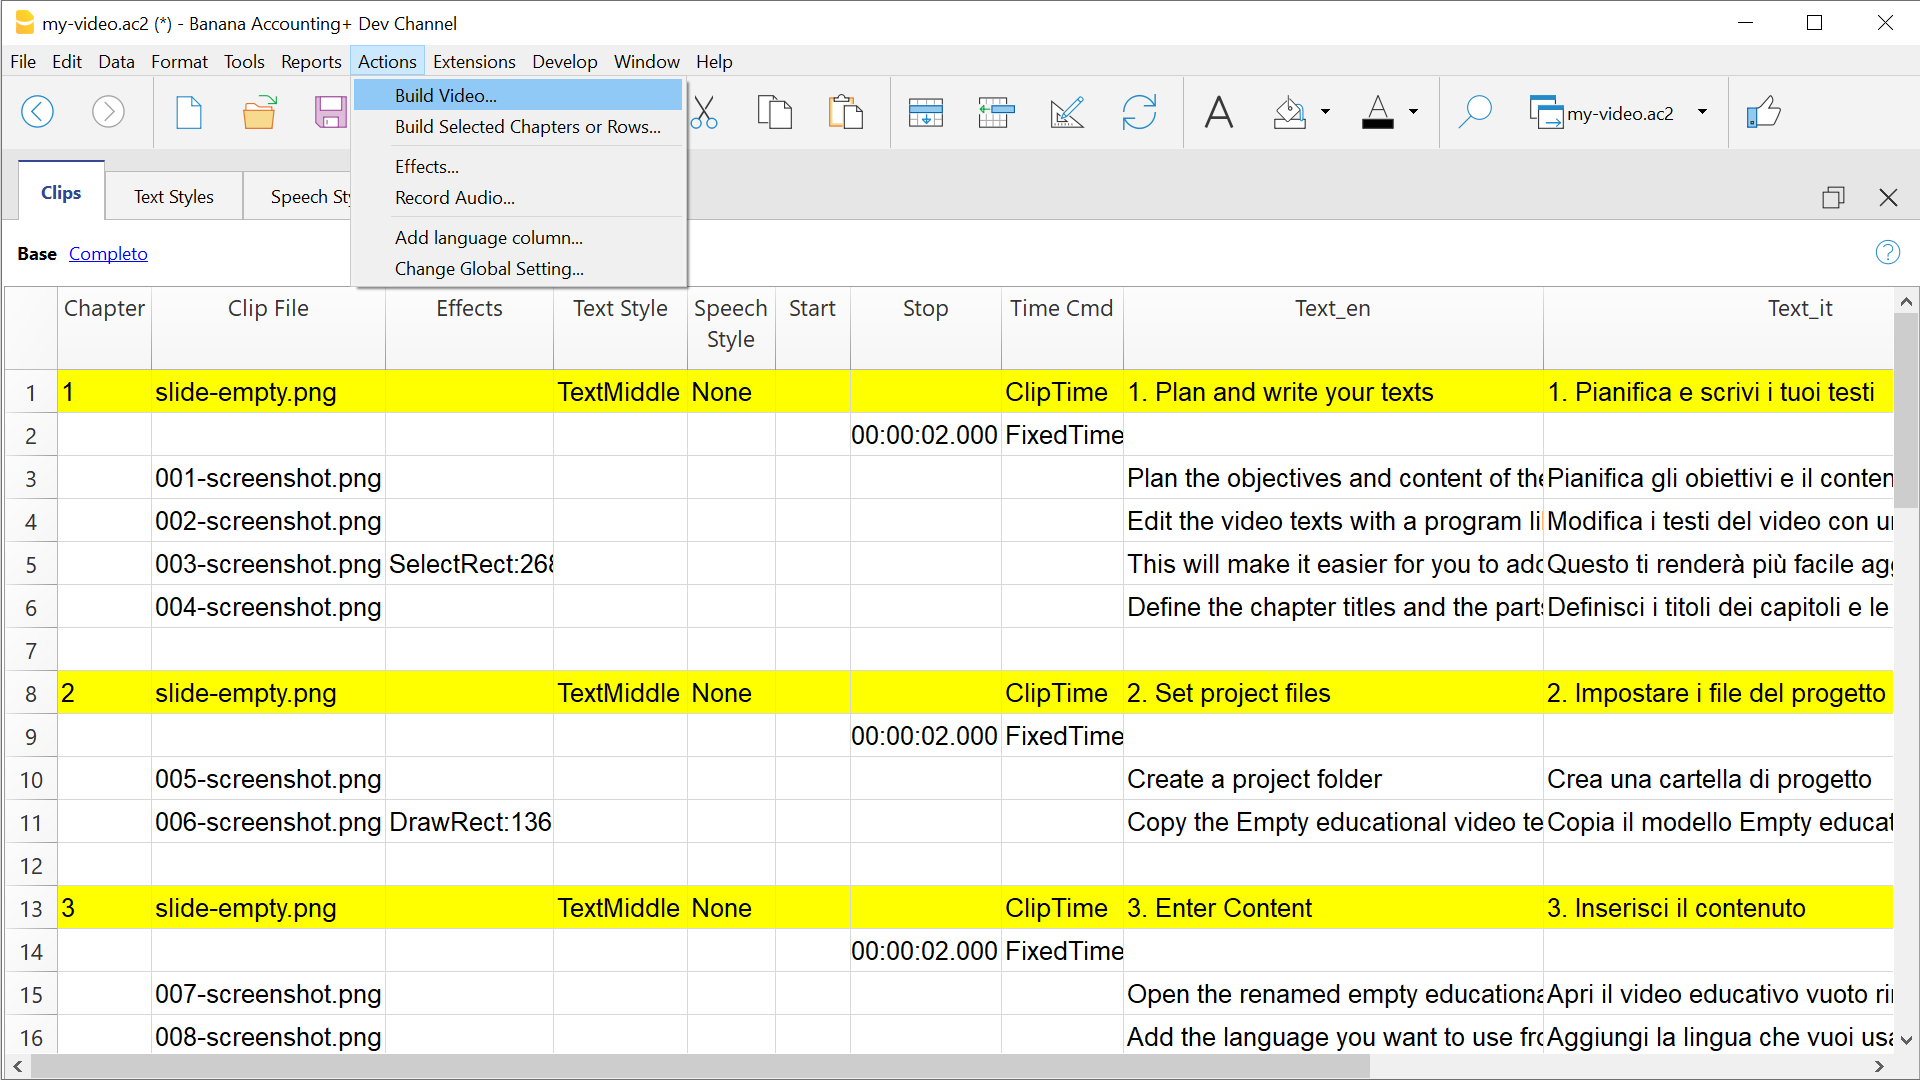 my-video.ac2 (*) - Banana Accounting+ Dev Channel
File Edit Data Format Tools Reports Actions Extensions Develop Window Help
Build Video...
Build Selected Chapters or Rows...
Effects...
Record Audio...
Add language column...
Change Global Setting...
A A my-video.ac2
Clips Text Styles Speech Sty
Base Completo ?
Chapter Clip File Effects Text Style Speech Style Start Stop Time Cmd Text_en Text_it
1 1 slide-empty.png TextMiddle None ClipTime 1. Plan and write your texts 1. Pianifica e scrivi i tuoi testi
2 00:00:02.000 FixedTime
3 001-screenshot.png Plan the objectives and content of the Pianifica gli obiettivi e il conten
4 002-screenshot.png Edit the video texts with a program li Modifica i testi del video con u
5 003-screenshot.png SelectRect:268 This will make it easier for you to add Questo ti renderà più facile agg
6 004-screenshot.png Define the chapter titles and the parts Definisci i titoli dei capitoli e le
7
8 2 slide-empty.png TextMiddle None ClipTime 2. Set project files 2. Impostare i file del progetto
9 00:00:02.000 FixedTime
10 005-screenshot.png Create a project folder Crea una cartella di progetto
11 006-screenshot.png DrawRect:136 Copy the Empty educational video te Copia il modello Empty educat
12
13 3 slide-empty.png TextMiddle None ClipTime 3. Enter Content 3. Inserisci il contenuto
14 00:00:02.000 FixedTime
15 007-screenshot.png Open the renamed empty educationa Apri il video educativo vuoto ri
16 008-screenshot.png Add the language you want to use fro Aggiungi la lingua che vuoi usa